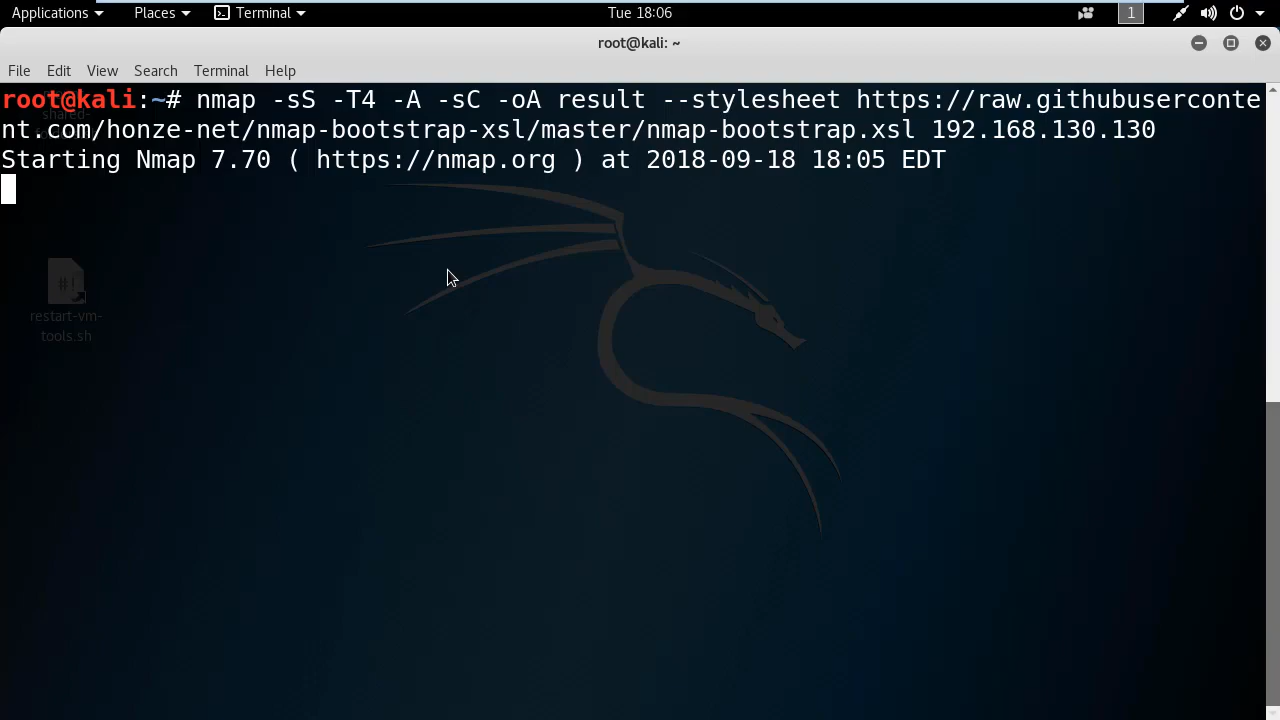 Applications Places Terminal Tue 18:06 1
root@kali: ~
File Edit View Search Terminal Help
root@kali:~# nmap -sS -T4 -A -sC -oA result --stylesheet https://raw.githubuserconte
nt.com/honze-net/nmap-bootstrap-xsl/master/nmap-bootstrap.xsl 192.168.130.130
Starting Nmap 7.70 ( https://nmap.org ) at 2018-09-18 18:05 EDT
shared-
#!
restart-vm-
tools.sh